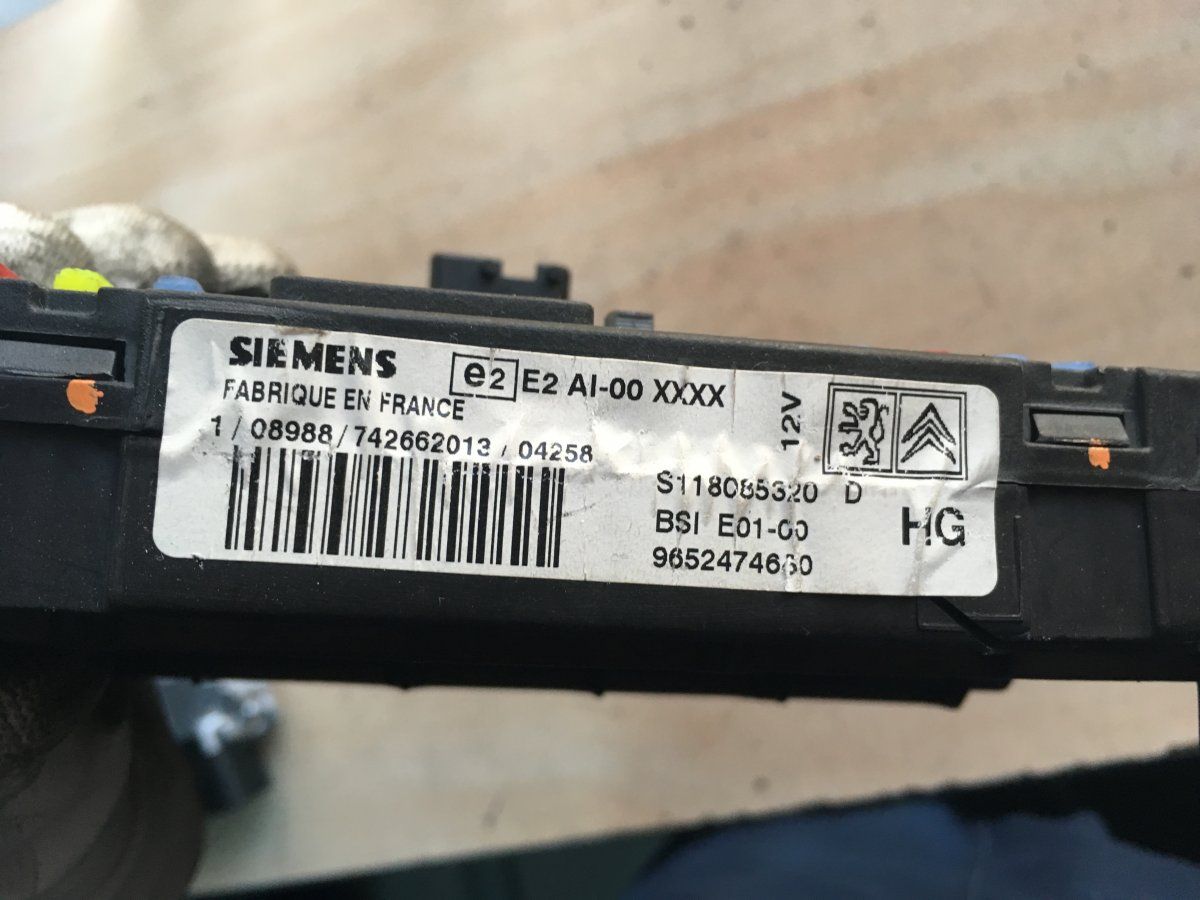 SIEMENS
e2 E2 AI-00 XXXX
FABRIQUE EN FRANCE
1 / 08988 / 742662013 / 04258
12V
S118085320 D
BSI E01-00
HG
9652474660